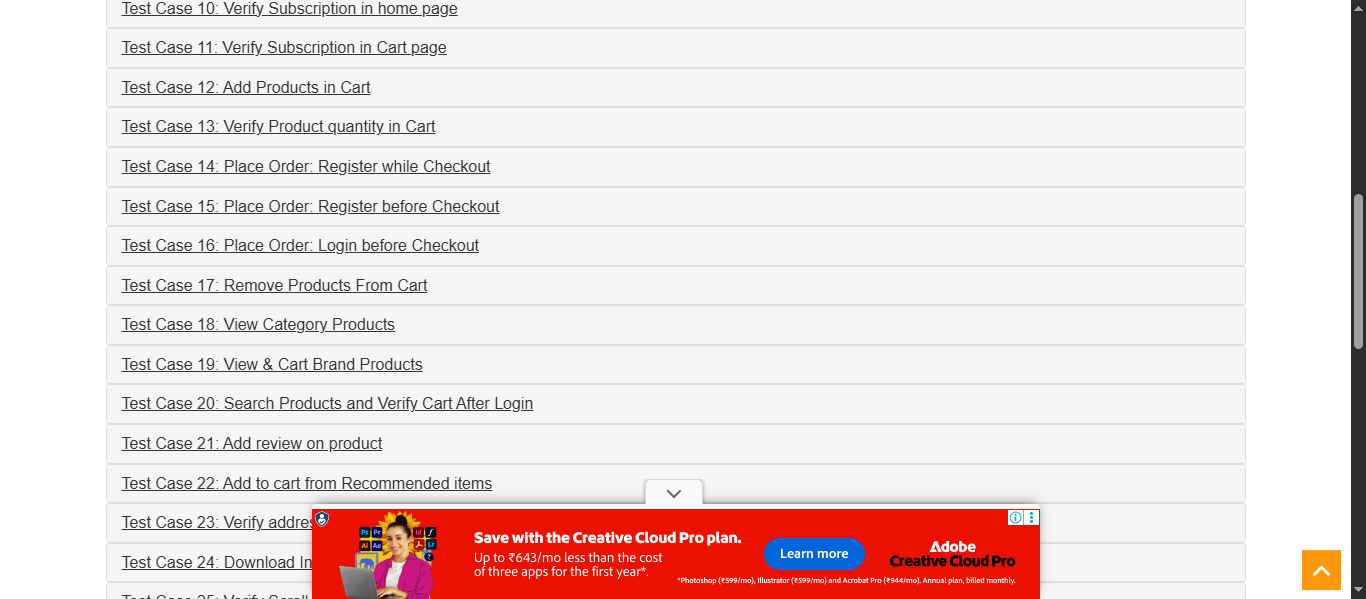 Test Case 10: Verify Subscription in home page
Test Case 11: Verify Subscription in Cart page
Test Case 12: Add Products in Cart
Test Case 13: Verify Product quantity in Cart
Test Case 14: Place Order: Register while Checkout
Test Case 15: Place Order: Register before Checkout
Test Case 16: Place Order: Login before Checkout
Test Case 17: Remove Products From Cart
Test Case 18: View Category Products
Test Case 19: View & Cart Brand Products
Test Case 20: Search Products and Verify Cart After Login
Test Case 21: Add review on product
Test Case 22: Add to cart from Recommended items
Test Case 23: Verify addres
Test Case 24: Download In
Test Case 25: Verify Scroll
Ps Pr Id f
Ai Ae Lr
Save with the Creative Cloud Pro plan.
Up to ₹643/mo less than the cost
of three apps for the first year*.
Learn more
Adobe
Creative Cloud Pro
*Photoshop (₹599/mo), Illustrator (₹599/mo) and Acrobat Pro (₹944/mo). Annual plan, billed monthly.